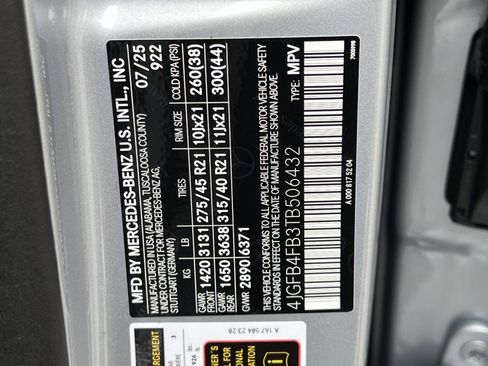 MFD BY MERCEDES-BENZ U.S. INTL., INC
MANUFACTURED IN/USA (ALABAMA, TUSCALOOSA COUNTY)
UNDER CONTRACT FOR MERCEDES-BENZ AG,
STUTTGART (GERMANY)
07 / 25
922
KG LB TIRES RIM SIZE COLD KPA (PSI)
GAWR FRONT 1420 3131 275/45 R21 10Jx21 260(38)
GAWR REAR 1650 3638 315/40 R21 11Jx21 300(44)
GVWR 2890 6371
THIS VEHICLE CONFORMS TO ALL APPLICABLE FEDERAL MOTOR VEHICLE SAFETY
STANDARDS IN EFFECT ON THE DATE OF MANUFACTURE SHOWN ABOVE.
4JGFB4FB3TB506432
TYPE: MPV
A 000 817 52 04
7005998
A 167 584 23 28